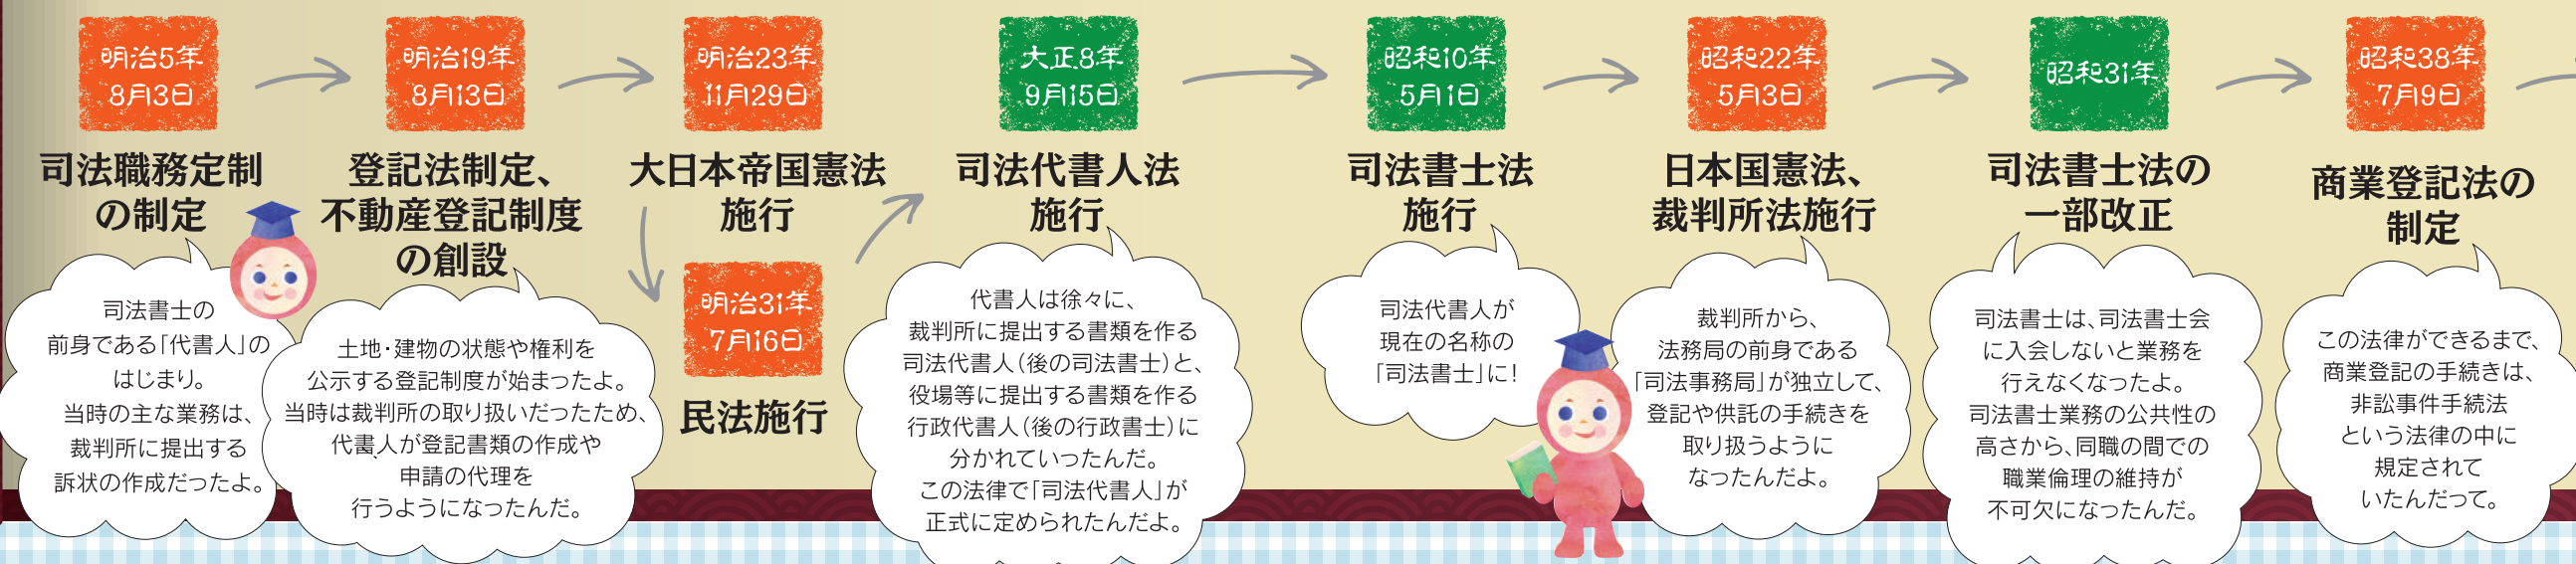 明治5年
8月3日
司法職務定制
の制定
司法書士の
前身である「代書人」の
はじまり。
当時の主な業務は、
裁判所に提出する
訴状の作成だったよ。
明治19年
8月13日
登記法制定、
不動産登記制度
の創設
土地・建物の状態や権利を
公示する登記制度が始まったよ。
当時は裁判所の取り扱いだったため、
代書人が登記書類の作成や
申請の代理を
行うようになったんだ。
明治23年
11月29日
大日本帝国憲法
施行
明治31年
7月16日
民法施行
大正8年
9月15日
司法代書人法
施行
代書人は徐々に、
裁判所に提出する書類を作る
司法代書人（後の司法書士）と、
役場等に提出する書類を作る
行政代書人（後の行政書士）に
分かれていったんだ。
この法律で「司法代書人」が
正式に定められたんだよ。
昭和10年
5月1日
司法書士法
施行
司法代書人が
現在の名称の
「司法書士」に！
昭和22年
5月3日
日本国憲法、
裁判所法施行
裁判所から、
法務局の前身である
「司法事務局」が独立して、
登記や供託の手続きを
取り扱うように
なったんだよ。
昭和31年
司法書士法の
一部改正
司法書士は、司法書士会
に入会しないと業務を
行えなくなったよ。
司法書士業務の公共性の
高さから、同職の間での
職業倫理の維持が
不可欠になったんだ。
昭和38年
7月9日
商業登記法の
制定
この法律ができるまで、
商業登記の手続きは、
非訟事件手続法
という法律の中に
規定されて
いたんだって。